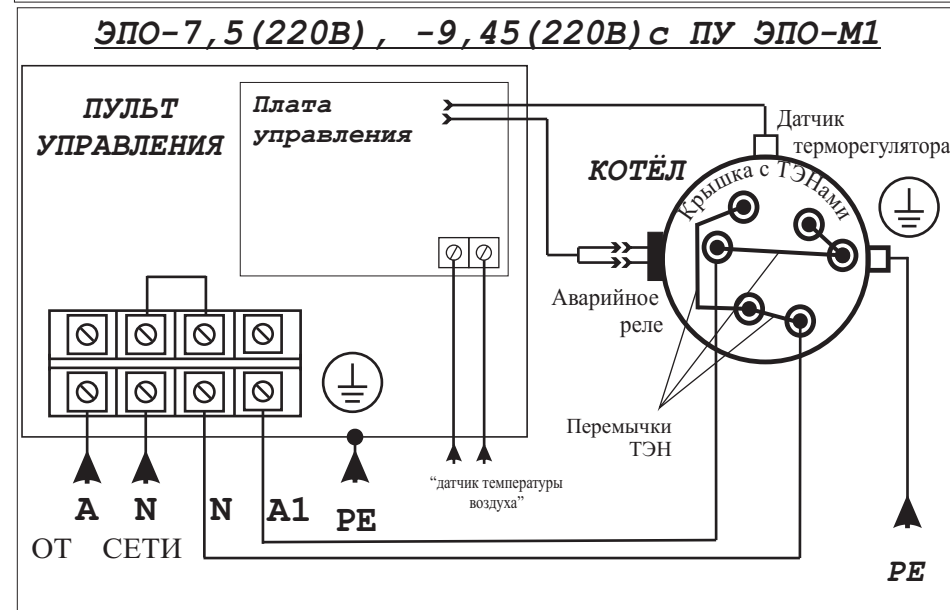 ЭПО-7,5(220В), -9,45(220В)с ПУ ЭПО-М1
ПУЛЬТ
УПРАВЛЕНИЯ
Плата
управления
Датчик
терморегулятора
КОТЁЛ
Крышка с ТЭНами
Аварийное
реле
Перемычки
ТЭН
“датчик температуры
воздуха”
A N N A1 PE
ОТ СЕТИ
PE